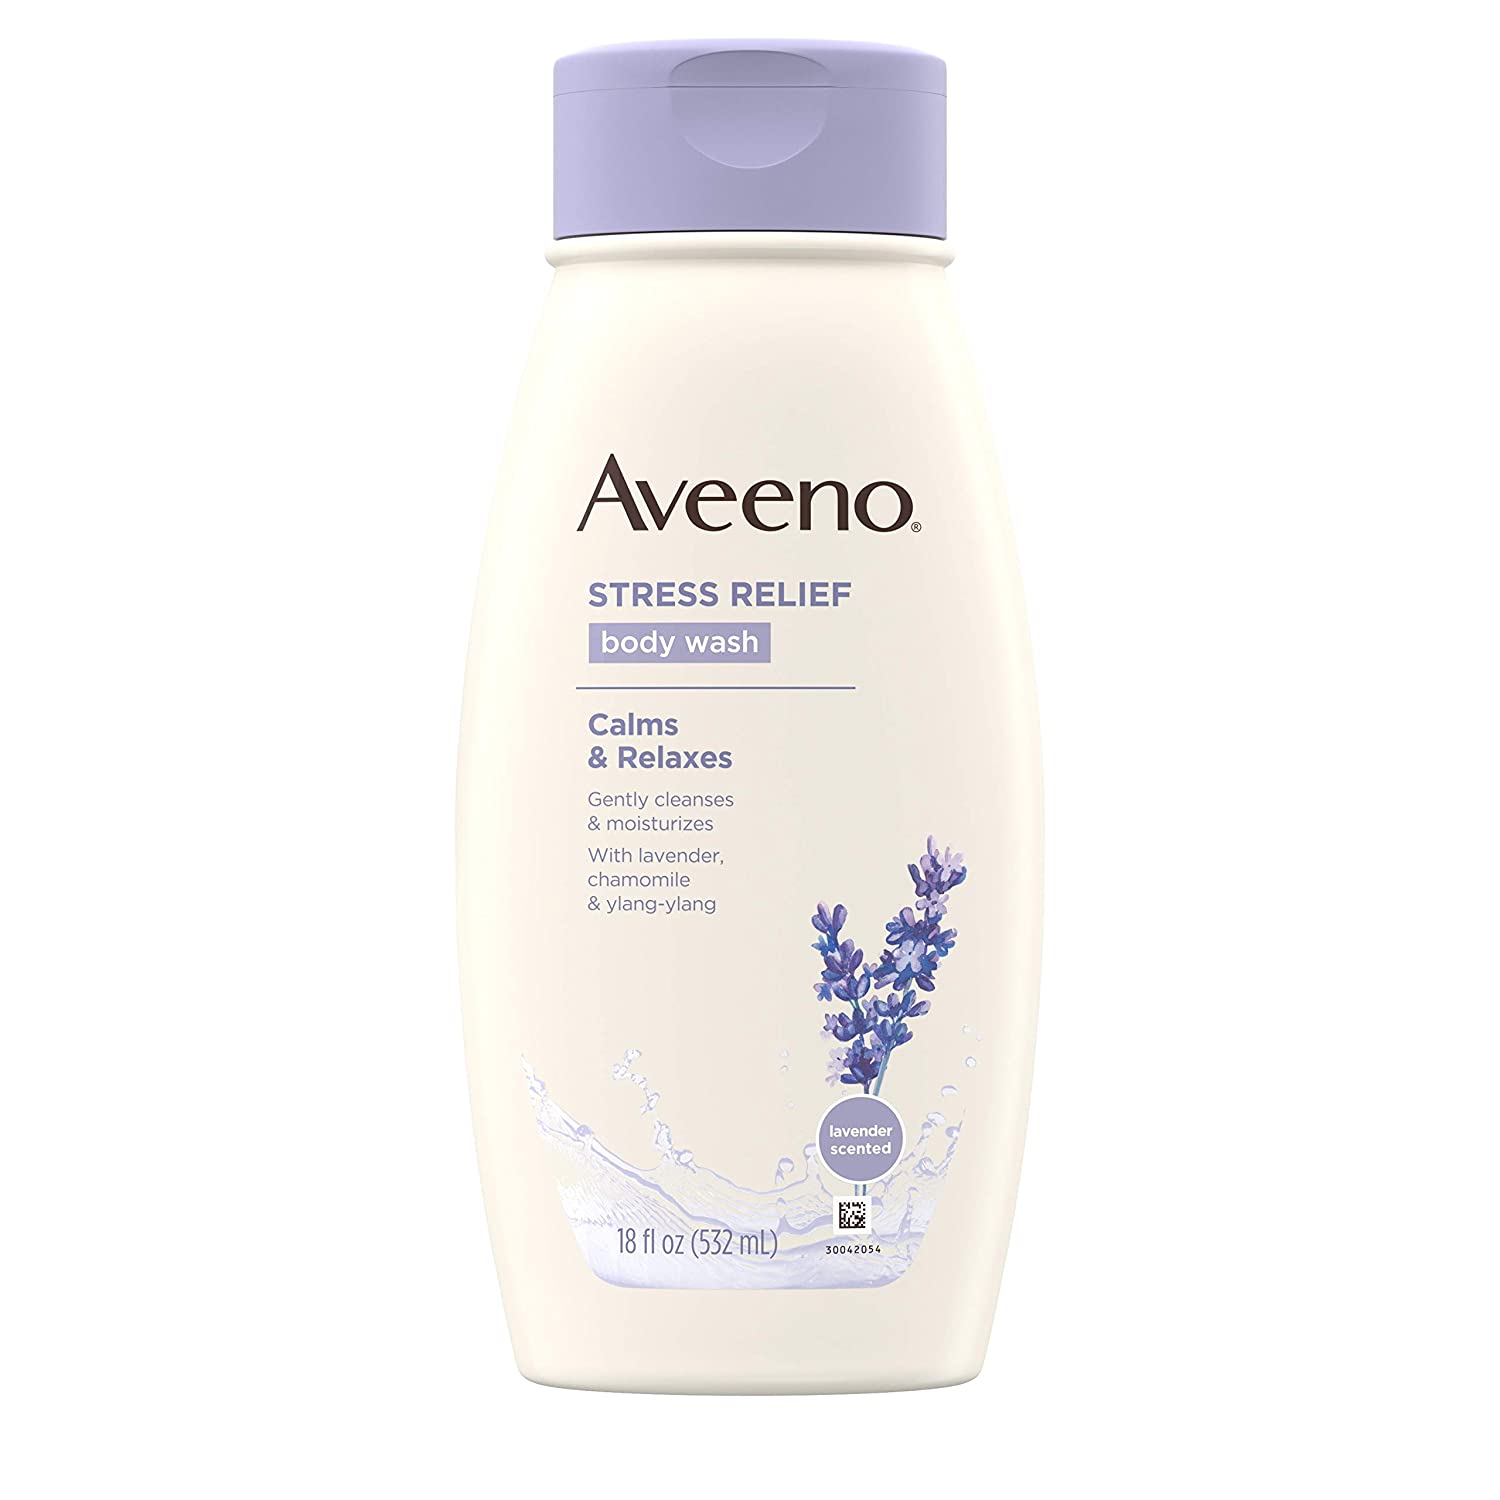 Aveeno®
STRESS RELIEF
body wash
Calms
& Relaxes
Gently cleanses
& moisturizes
With lavender,
chamomile
& ylang-ylang
lavender
scented
18 fl oz (532 mL)
30042054